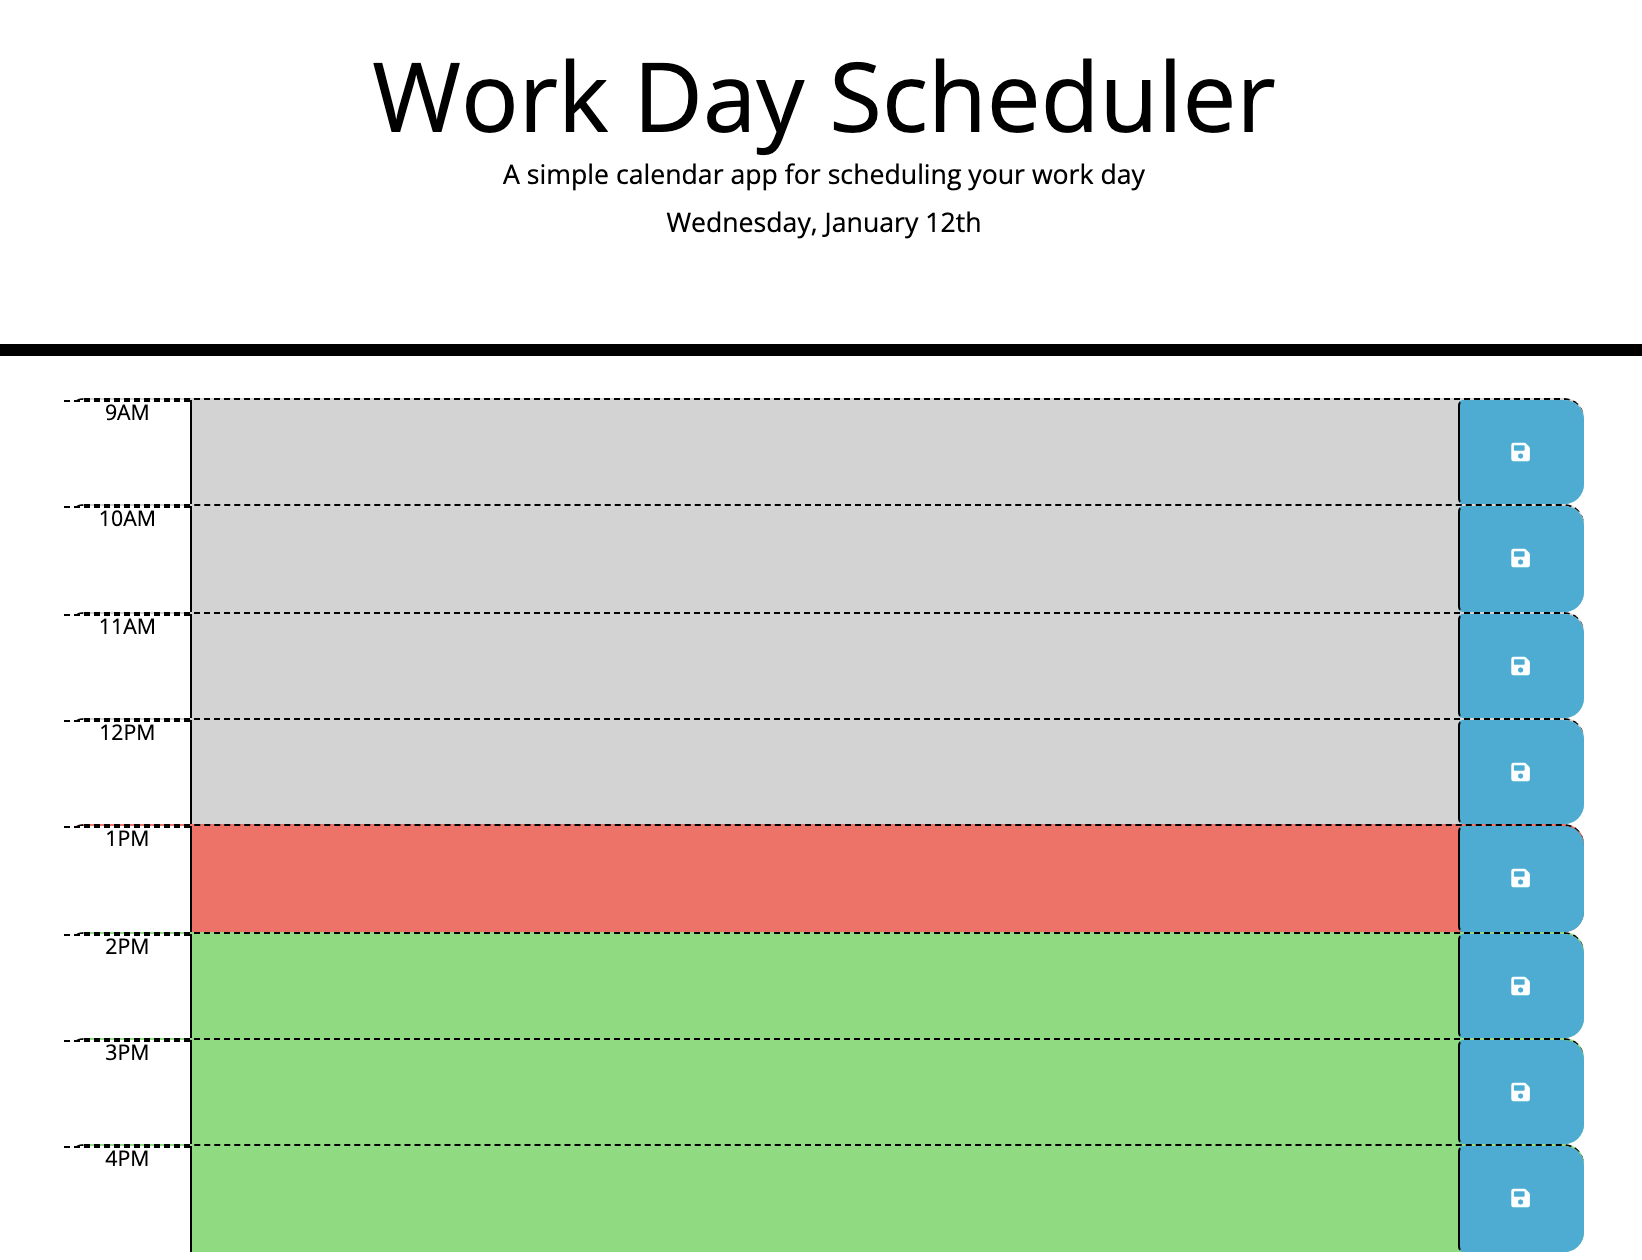 Work Day Scheduler
A simple calendar app for scheduling your work day
Wednesday, January 12th
9AM
10AM
11AM
12PM
1PM
2PM
3PM
4PM